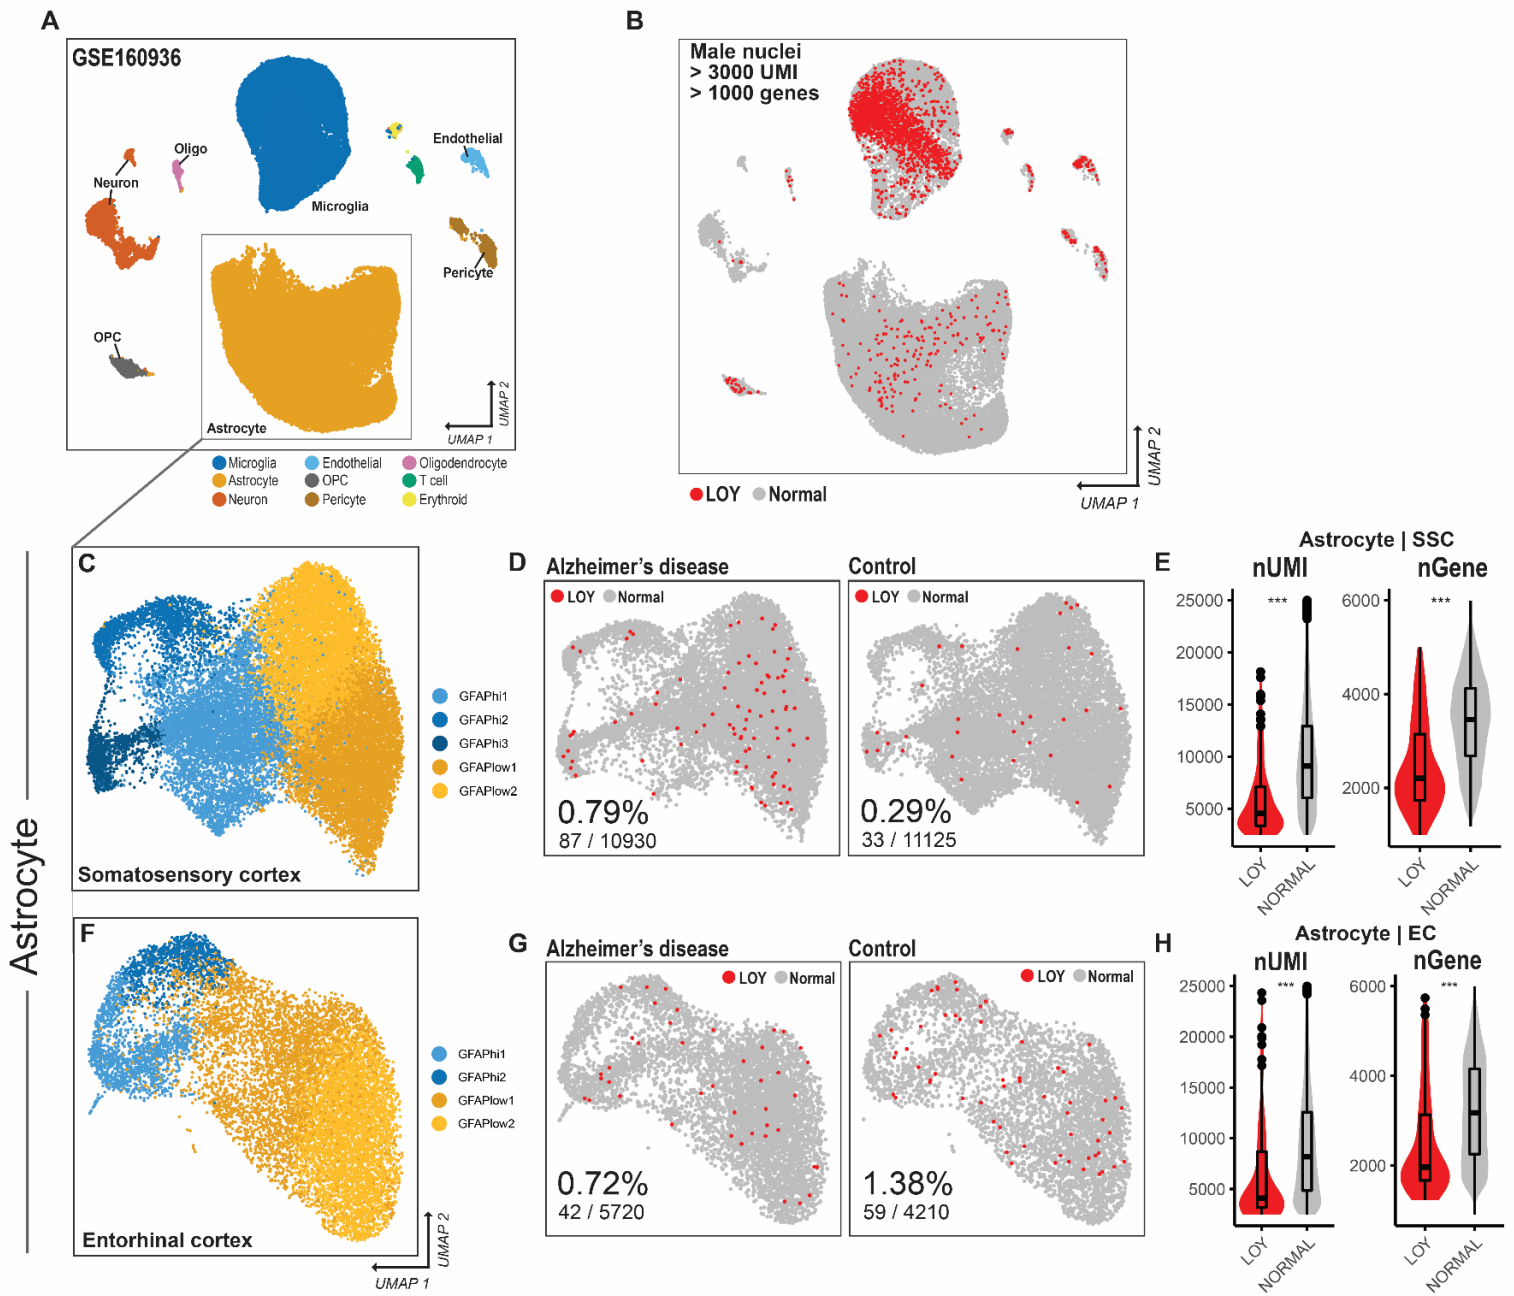 A
GSE160936
Endothelial
Oligo
Neuron
Microglia
Pericyte
OPC
Astrocyte
UMAP 1
UMAP 2
Microglia
Endothelial
Oligodendrocyte
Astrocyte
OPC
T cell
Neuron
Pericyte
Erythroid
B
Male nuclei
> 3000 UMI
> 1000 genes
LOY
Normal
UMAP 1
UMAP 2
Astrocyte
C
GFAPhi1
GFAPhi2
GFAPhi3
GFAPlow1
GFAPlow2
Somatosensory cortex
D
Alzheimer's disease
LOY
Normal
0.79%
87 / 10930
Control
LOY
Normal
0.29%
33 / 11125
E
Astrocyte | SSC
nUMI
***
25000
20000
15000
10000
5000
LOY
NORMAL
nGene
***
6000
4000
2000
LOY
NORMAL
F
GFAPhi1
GFAPhi2
GFAPlow1
GFAPlow2
Entorhinal cortex
UMAP 1
UMAP 2
G
Alzheimer's disease
LOY
Normal
0.72%
42 / 5720
Control
LOY
Normal
1.38%
59 / 4210
H
Astrocyte | EC
nUMI
***
25000
20000
15000
10000
5000
LOY
NORMAL
nGene
***
6000
4000
2000
LOY
NORMAL